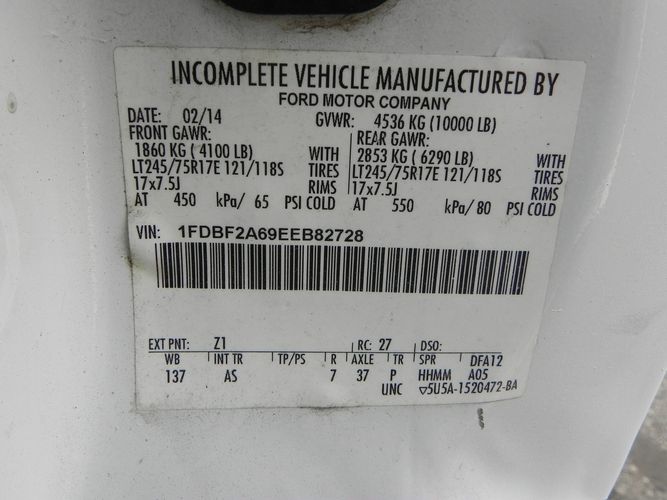 INCOMPLETE VEHICLE MANUFACTURED BY
FORD MOTOR COMPANY
DATE: 02/14 GVWR: 4536 KG (10000 LB)
FRONT GAWR: REAR GAWR:
1860 KG ( 4100 LB) WITH 2853 KG ( 6290 LB) WITH
LT245/75R17E 121/118S TIRES LT245/75R17E 121/118S TIRES
17x7.5J RIMS 17x7.5J RIMS
AT 450 kPa/ 65 PSI COLD AT 550 kPa/ 80 PSI COLD
VIN: 1FDBF2A69EEB82728
EXT PNT: Z1 RC: 27 DSO:
WB INT TR TP/PS R AXLE TR SPR DFA12
137 AS 7 37 P HHMM A05
UNC ▽5U5A-1520472-BA